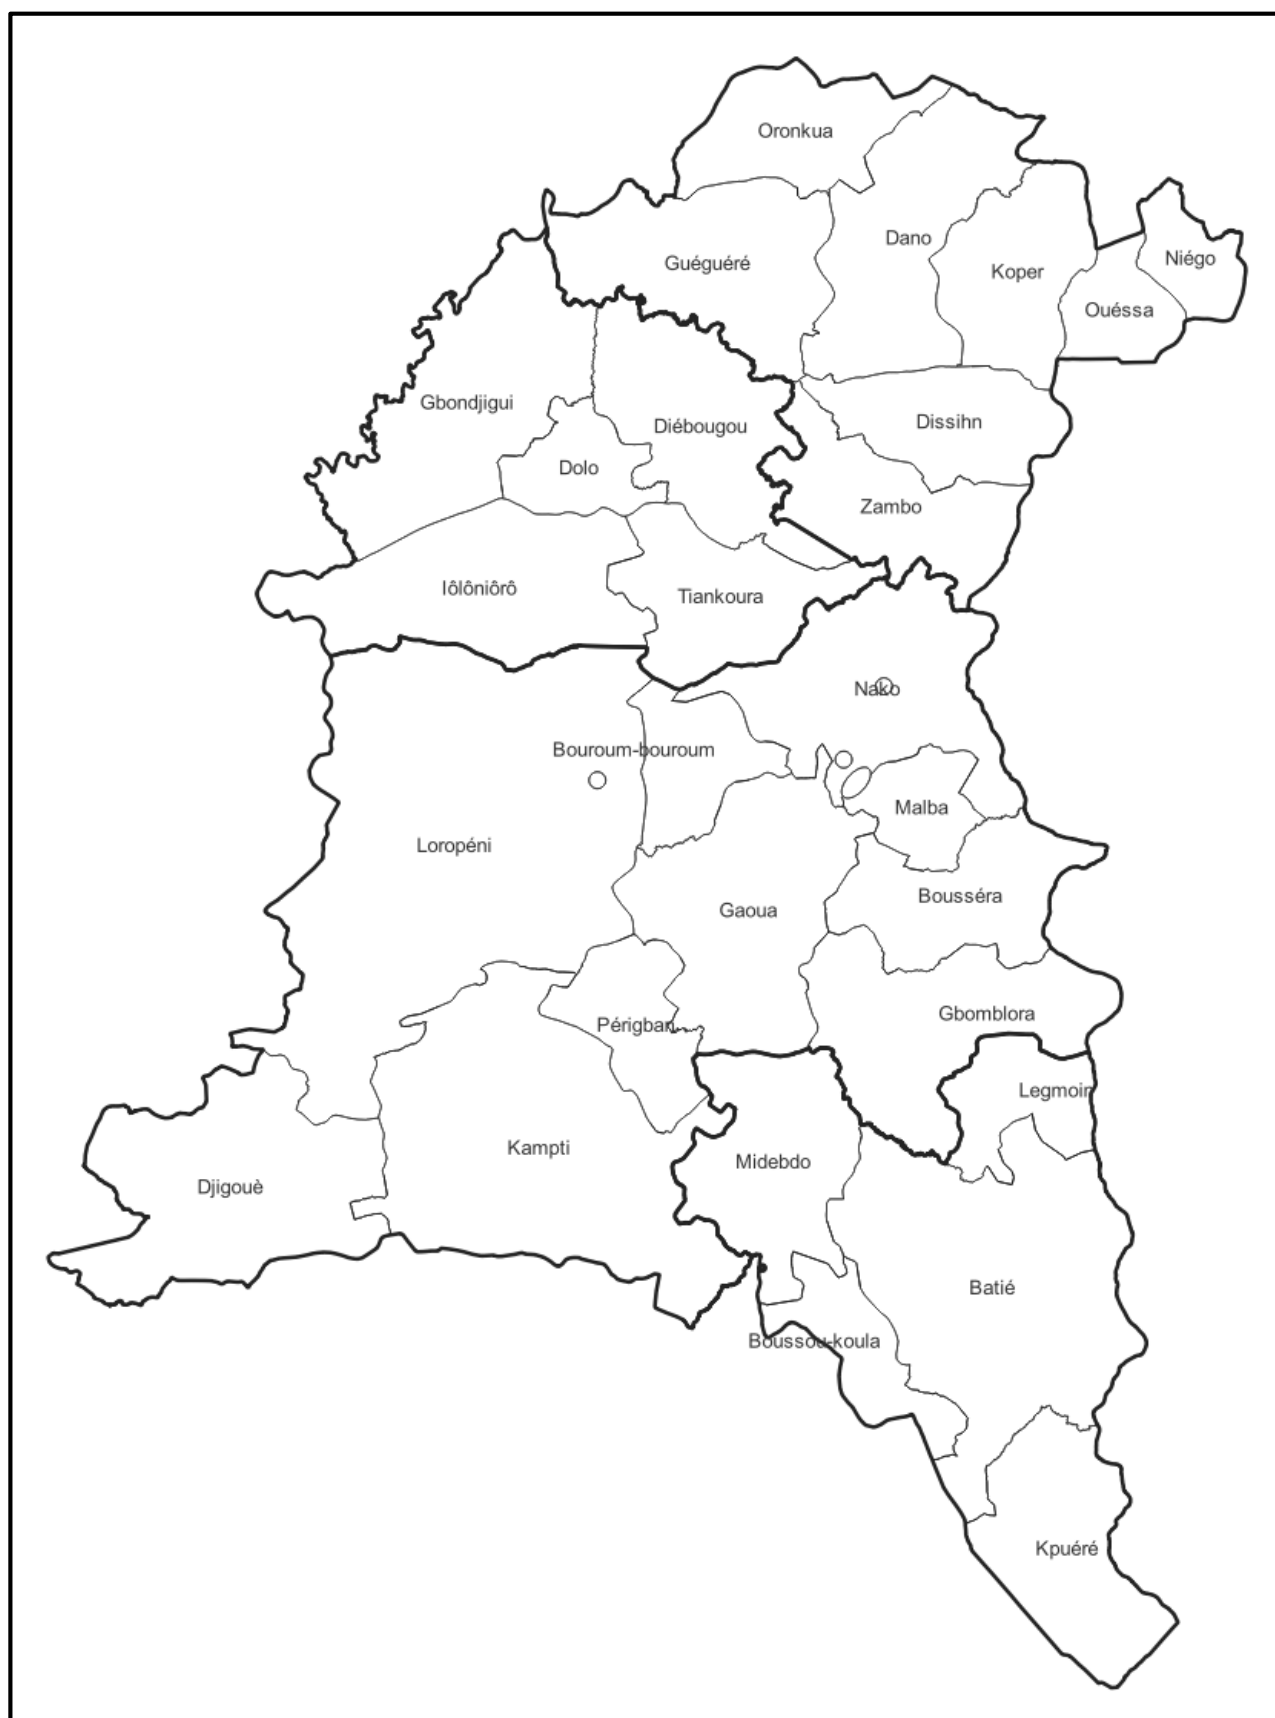 Oronkua
Dano
Guéguéré
Koper
Niégo
Ouéssa
Gbondjigui
Diébougou
Dissihn
Dolo
Zambo
Iôlôniôrô
Tiankoura
Nako
Bouroum-bouroum
Malba
Loropéni
Bousséra
Gaoua
Gbomblora
Périgban
Legmoin
Kampti
Midebdo
Djigouè
Batié
Boussou-koula
Kpuéré